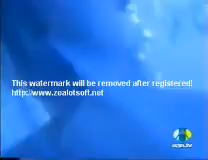 This watermark will be removed after registered!
http://www.zealotsoft.net